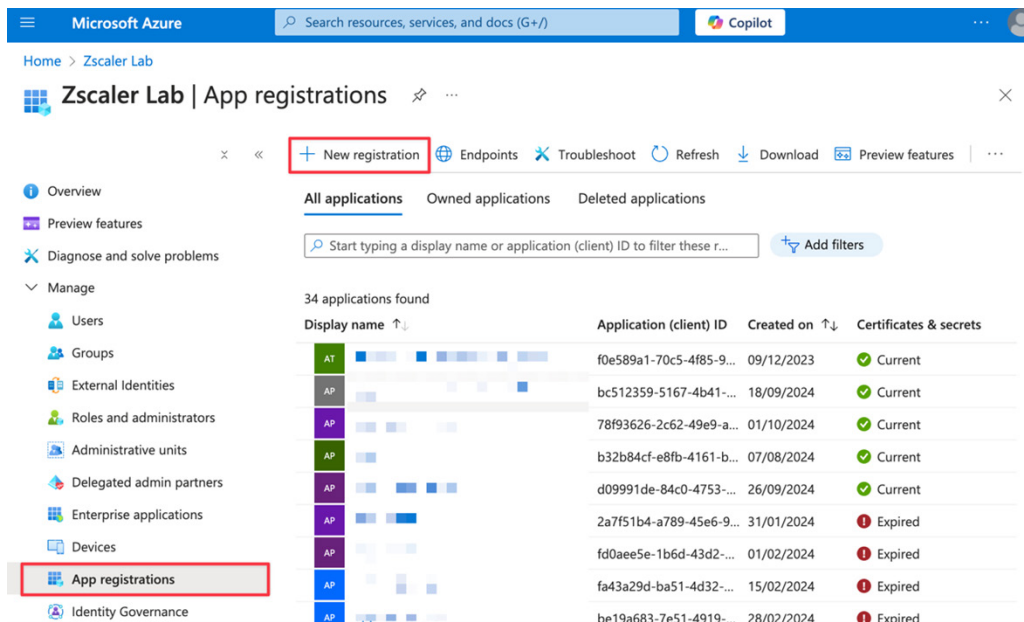 Microsoft Azure
Search resources, services, and docs (G+/)
Copilot
Home > Zscaler Lab
Zscaler Lab | App registrations
New registration
Endpoints
Troubleshoot
Refresh
Download
Preview features
Overview
Preview features
Diagnose and solve problems
Manage
Users
Groups
External Identities
Roles and administrators
Administrative units
Delegated admin partners
Enterprise applications
Devices
App registrations
Identity Governance
All applications
Owned applications
Deleted applications
Start typing a display name or application (client) ID to filter these r...
Add filters
34 applications found
Display name Application (client) ID Created on Certificates & secrets
AT f0e589a1-70c5-4f85-9... 09/12/2023 Current
AP bc512359-5167-4b41-... 18/09/2024 Current
AP 78f93626-2c62-49e9-a... 01/10/2024 Current
AP b32b84cf-e8fb-4161-b... 07/08/2024 Current
AP d09991de-84c0-4753-... 26/09/2024 Current
AP 2a7f51b4-a789-45e6-9... 31/01/2024 Expired
AP fd0aee5e-1b6d-43d2-... 01/02/2024 Expired
AP fa43a29d-ba51-4d32-... 15/02/2024 Expired
AP be19a683-7e51-4919-... 28/02/2024 Expired